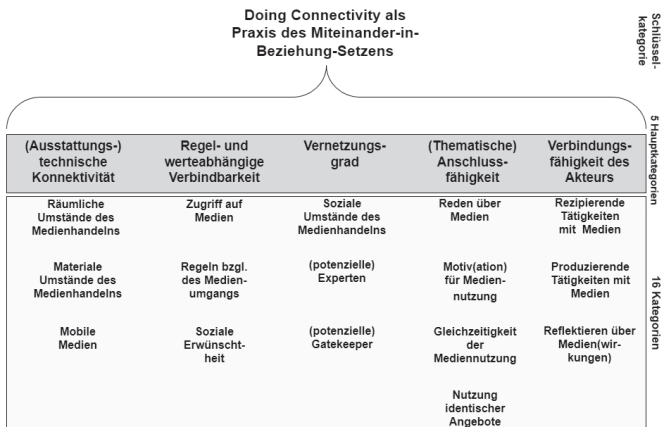 Doing Connectivity als
Praxis des Miteinander-in-
Beziehung-Setzens
Schlüssel-
kategorie
(Ausstattungs-)
technische
Konnektivität
Regel- und
werteabhängige
Verbindbarkeit
Vernetzungs-
grad
(Thematische)
Anschluss-
fähigkeit
Verbindungs-
fähigkeit des
Akteurs
5 Hauptkategorien
Räumliche
Umstände des
Medienhandelns
Zugriff auf
Medien
Soziale
Umstände des
Medienhandelns
Reden über
Medien
Rezipierende
Tätigkeiten
mit Medien
Materiale
Umstände des
Medienhandelns
Regeln bzgl.
des Medien-
umgangs
(potenzielle)
Experten
Motiv(ation)
für Medien-
nutzung
Produzierende
Tätigkeiten mit
Medien
Mobile
Medien
Soziale
Erwünscht-
heit
(potenzielle)
Gatekeeper
Gleichzeitigkeit
der
Mediennutzung
Reflektieren über
Medien(wir-
kungen)
Nutzung
identischer
Angebote
16 Kategorien